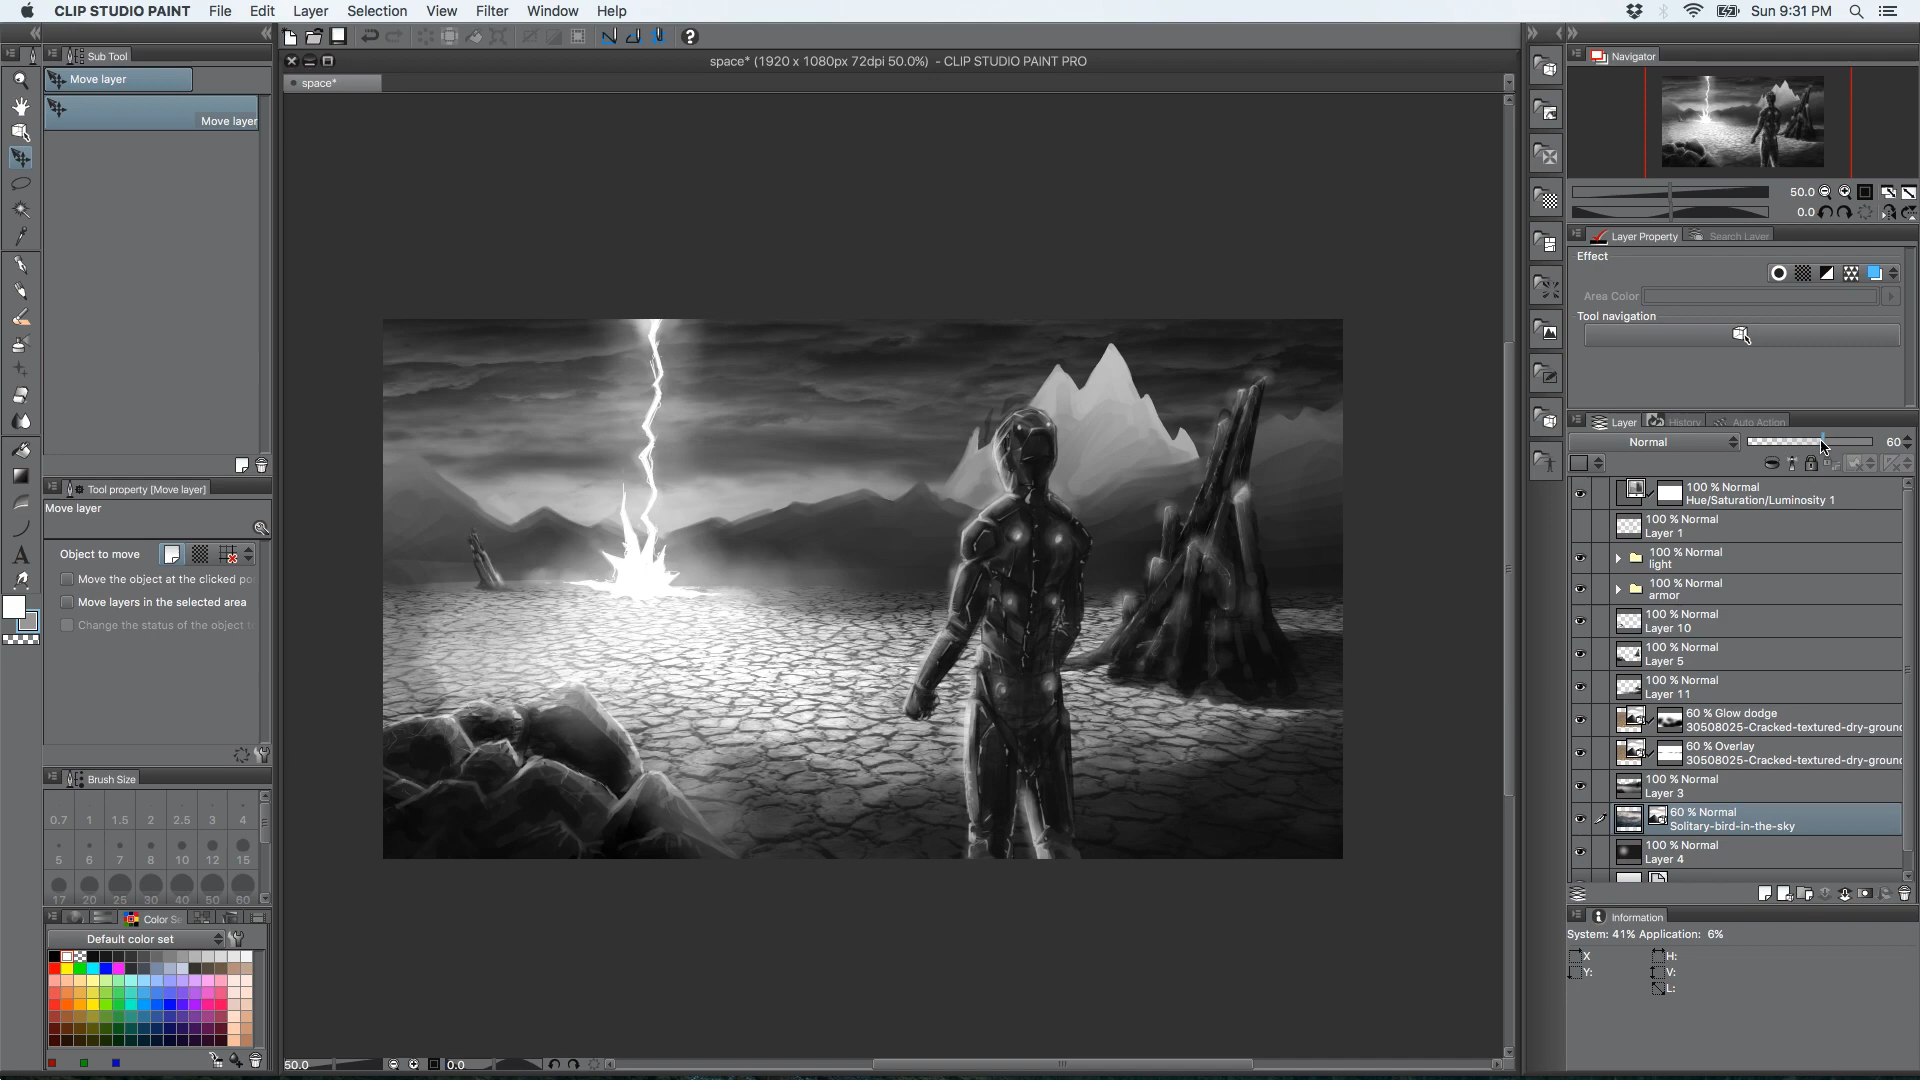 CLIP STUDIO PAINT File Edit Layer Selection View Filter Window Help Sun 9:31 PM
Sub Tool
Move layer
Move layer
space* (1920 x 1080px 72dpi 50.0%) - CLIP STUDIO PAINT PRO
space*
Navigator
50.0
0.0
Layer Property Search Layer
Effect
Area Color
Tool navigation
Layer History Auto Action
Normal 60
100 % Normal
Hue/Saturation/Luminosity 1
100 % Normal
Layer 1
100 % Normal
light
100 % Normal
armor
100 % Normal
Layer 10
100 % Normal
Layer 5
100 % Normal
Layer 11
60 % Glow dodge
30508025-Cracked-textured-dry-ground
60 % Overlay
30508025-Cracked-textured-dry-ground
100 % Normal
Layer 3
60 % Normal
Solitary-bird-in-the-sky
100 % Normal
Layer 4
Information
System: 41% Application: 6%
X H:
Y: V:
L:
Tool property [Move layer]
Move layer
Object to move
Move the object at the clicked po
Move layers in the selected area
Change the status of the object t
Brush Size
0.7 1 1.5 2 2.5 3 4
5 6 7 8 10 12 15
17 20 25 30 40 50 60
Color Se
Default color set
50.0 0.0